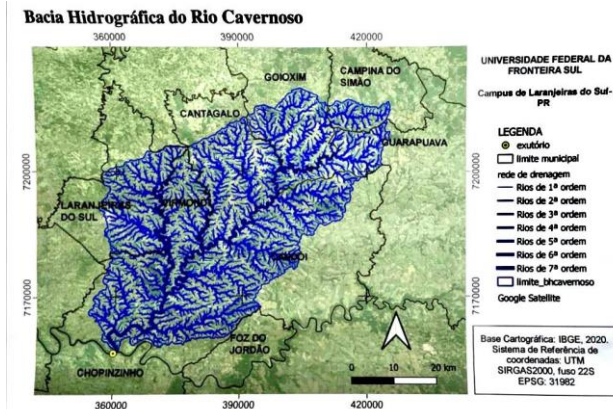 Bacia Hidrográfica do Rio Cavernoso
360000
390000
420000
GOIOXIM
CAMPINA DO
SIMÃO
CANTAGALO
GUARAPUAVA
7200000
7200000
LARANJEIRAS
DO SUL
VIRMOND
CANDÓI
7170000
7170000
FOZ DO
JORDÃO
CHOPINZINHO
0
10
20 km
360000
390000
420000
UNIVERSIDADE FEDERAL DA
FRONTEIRA SUL
Campus de Laranjeiras do Sul-
PR
LEGENDA
exutório
limite municipal
rede de drenagem
Rios de 1ª ordem
Rios de 2ª ordem
Rios de 3ª ordem
Rios de 4ª ordem
Rios de 5ª ordem
Rios de 6ª ordem
Rios de 7ª ordem
limite_bhcavernoso
Google Satellite
Base Cartográfica: IBGE, 2020.
Sistema de Referência de
coordenadas: UTM
SIRGAS2000, fuso 22S
EPSG: 31982